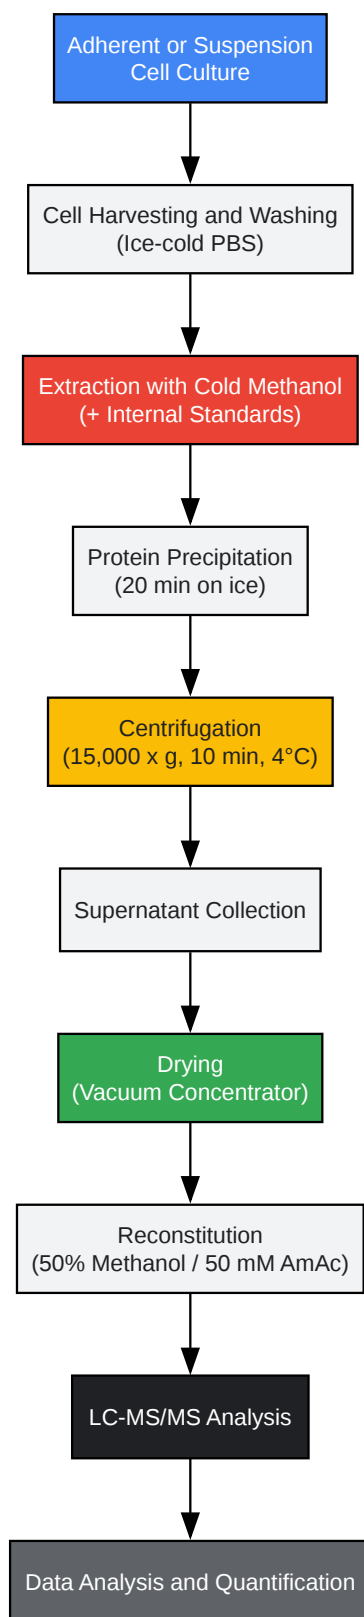 Adherent or Suspension
Cell Culture
Cell Harvesting and Washing
(Ice-cold PBS)
Extraction with Cold Methanol
(+ Internal Standards)
Protein Precipitation
(20 min on ice)
Centrifugation
(15,000 x g, 10 min, 4°C)
Supernatant Collection
Drying
(Vacuum Concentrator)
Reconstitution
(50% Methanol / 50 mM AmAc)
LC-MS/MS Analysis
Data Analysis and Quantification